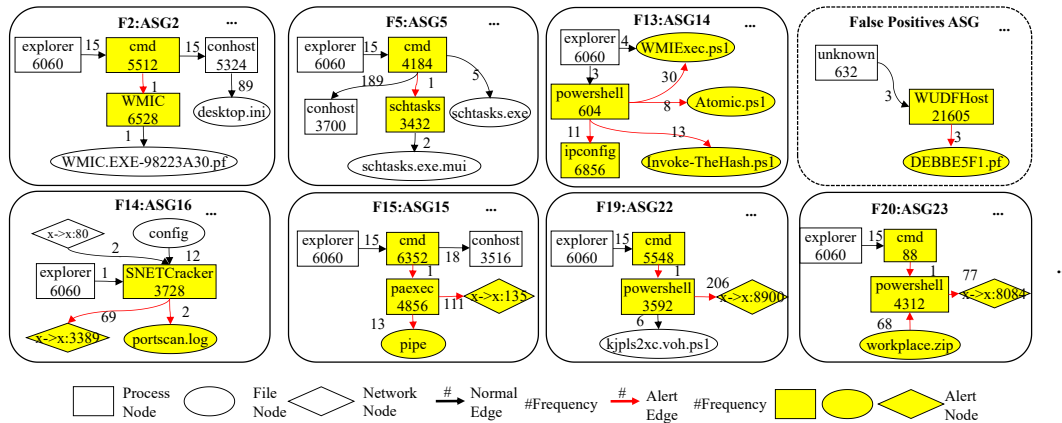 F2:ASG2
...
explorer
6060
15
cmd
5512
15
conhost
5324
1
89
WMIC
6528
desktop.ini
1
WMIC.EXE-98223A30.pf
F5:ASG5
...
explorer
6060
15
cmd
4184
189
1
5
conhost
3700
schtasks
3432
schtasks.exe
2
schtasks.exe.mui
F13:ASG14
...
explorer
6060
4
WMIExec.ps1
3
30
powershell
604
8
Atomic.ps1
11
13
ipconfig
6856
Invoke-TheHash.ps1
False Positives ASG
...
unknown
632
3
WUDFHost
21605
3
DEBBE5F1.pf
F14:ASG16
...
x->x:80
config
2
12
explorer
6060
1
SNETCracker
3728
69
2
x->x:3389
portscan.log
F15:ASG15
...
explorer
6060
15
cmd
6352
18
conhost
3516
1
paexec
4856
111
x->x:135
13
pipe
F19:ASG22
...
explorer
6060
15
cmd
5548
1
powershell
3592
206
x->x:8900
6
kjpls2xc.voh.ps1
F20:ASG23
...
explorer
6060
15
cmd
88
1
77
powershell
4312
x->x:8084
68
workplace.zip
.
Process
Node
File
Node
Network
Node
#
Normal
Edge
#Frequency
#
Alert
Edge
#Frequency
Alert
Node